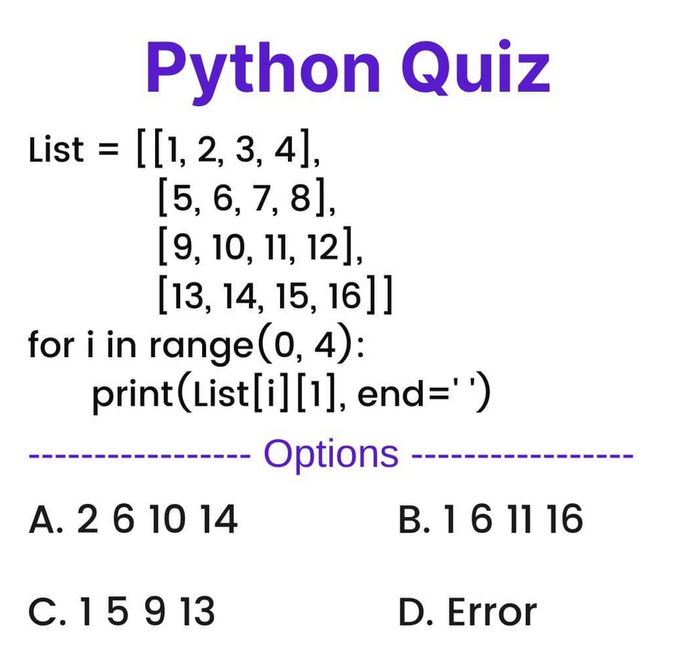 Python Quiz
List = [[1, 2, 3, 4],
[5, 6, 7, 8],
[9, 10, 11, 12],
[13, 14, 15, 16]]
for i in range(0, 4):
print(List[i][1], end=' ')
----------------- Options -----------------
A. 2 6 10 14 B. 1 6 11 16
C. 1 5 9 13 D. Error